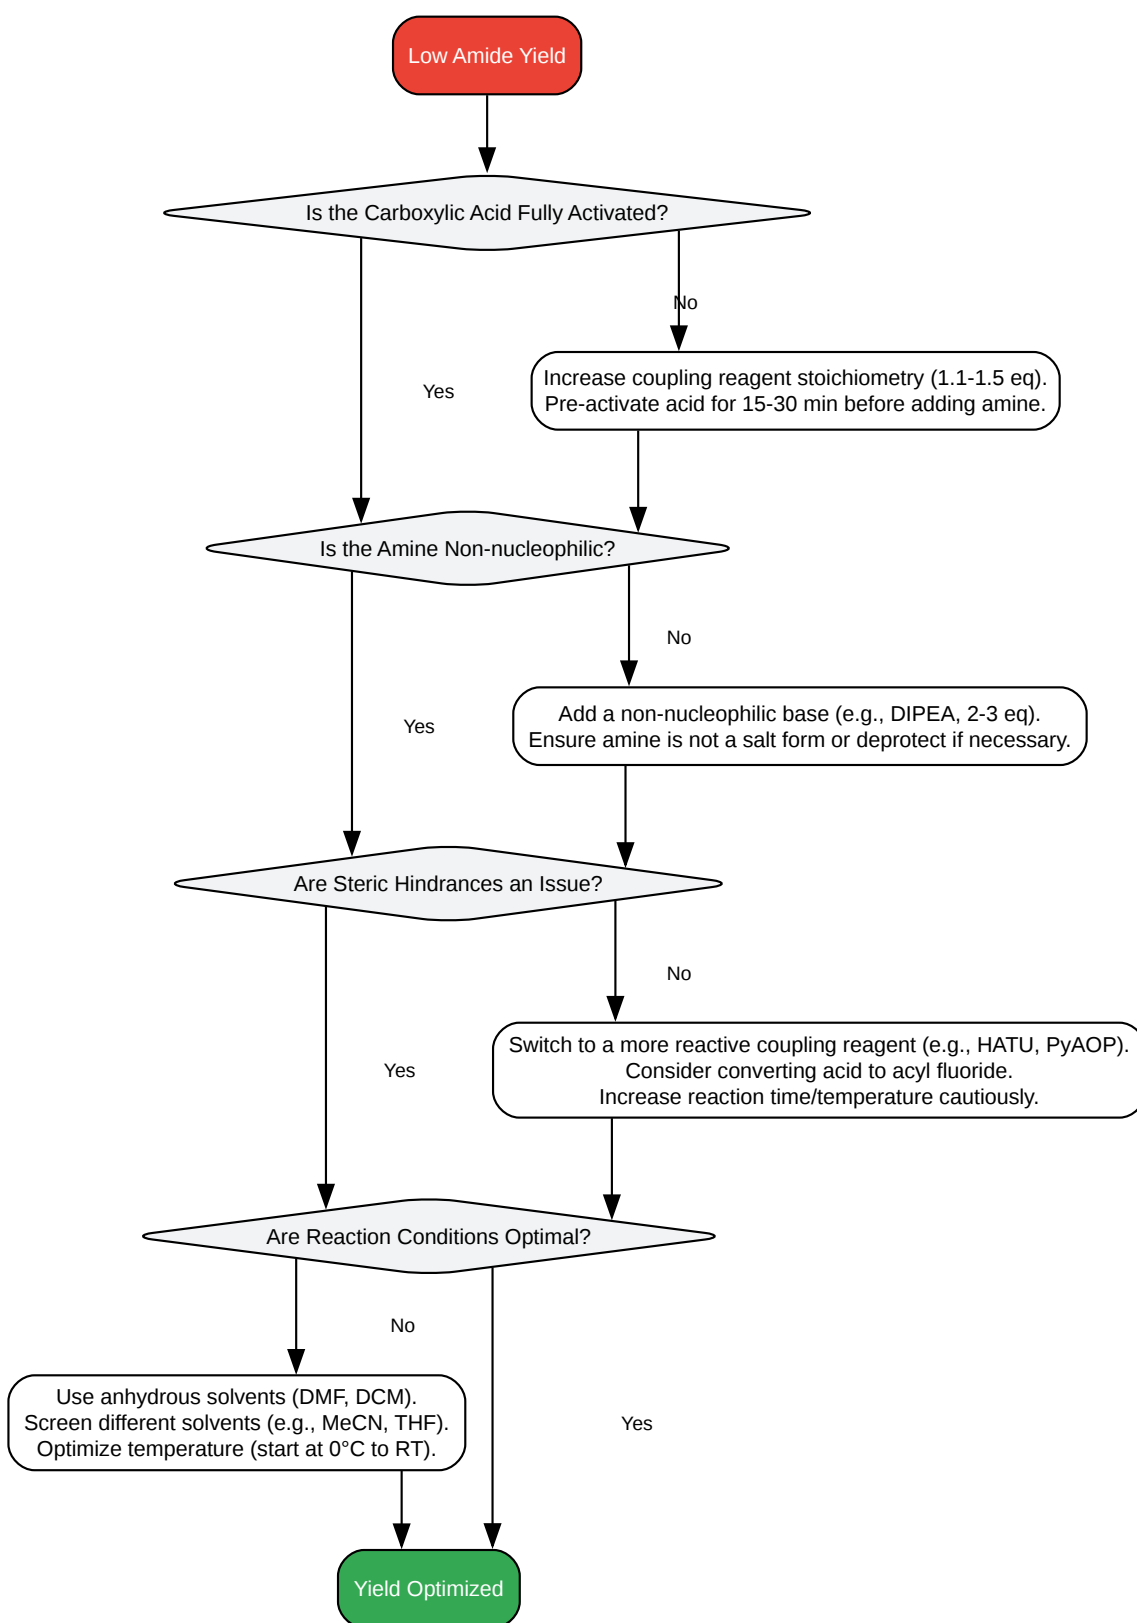 Low Amide Yield
Is the Carboxylic Acid Fully Activated?
No
Yes
Increase coupling reagent stoichiometry (1.1-1.5 eq).
Pre-activate acid for 15-30 min before adding amine.
Is the Amine Non-nucleophilic?
No
Yes
Add a non-nucleophilic base (e.g., DIPEA, 2-3 eq).
Ensure amine is not a salt form or deprotect if necessary.
Are Steric Hindrances an Issue?
No
Yes
Switch to a more reactive coupling reagent (e.g., HATU, PyAOP).
Consider converting acid to acyl fluoride.
Increase reaction time/temperature cautiously.
Are Reaction Conditions Optimal?
No
Yes
Use anhydrous solvents (DMF, DCM).
Screen different solvents (e.g., MeCN, THF).
Optimize temperature (start at 0°C to RT).
Yield Optimized